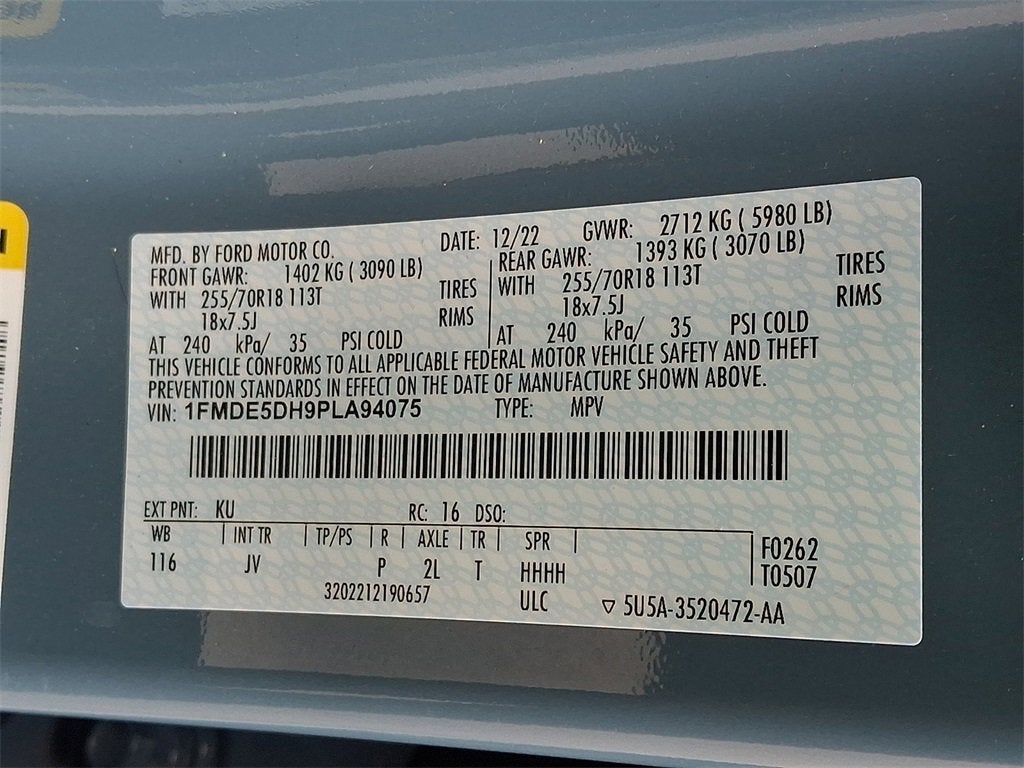 MFD. BY FORD MOTOR CO. DATE: 12/22 GVWR: 2712 KG ( 5980 LB)
FRONT GAWR: 1402 KG ( 3090 LB) REAR GAWR: 1393 KG ( 3070 LB)
WITH 255/70R18 113T TIRES WITH 255/70R18 113T TIRES
18x7.5J RIMS 18x7.5J RIMS
AT 240 kPa/ 35 PSI COLD AT 240 kPa/ 35 PSI COLD
THIS VEHICLE CONFORMS TO ALL APPLICABLE FEDERAL MOTOR VEHICLE SAFETY AND THEFT
PREVENTION STANDARDS IN EFFECT ON THE DATE OF MANUFACTURE SHOWN ABOVE.
VIN: 1FMDE5DH9PLA94075 TYPE: MPV
EXT PNT: KU RC: 16 DSO:
WB INT TR TP/PS R AXLE TR SPR F0262
116 JV P 2L T HHHH T0507
3202212190657 ULC ▽ 5U5A-3520472-AA